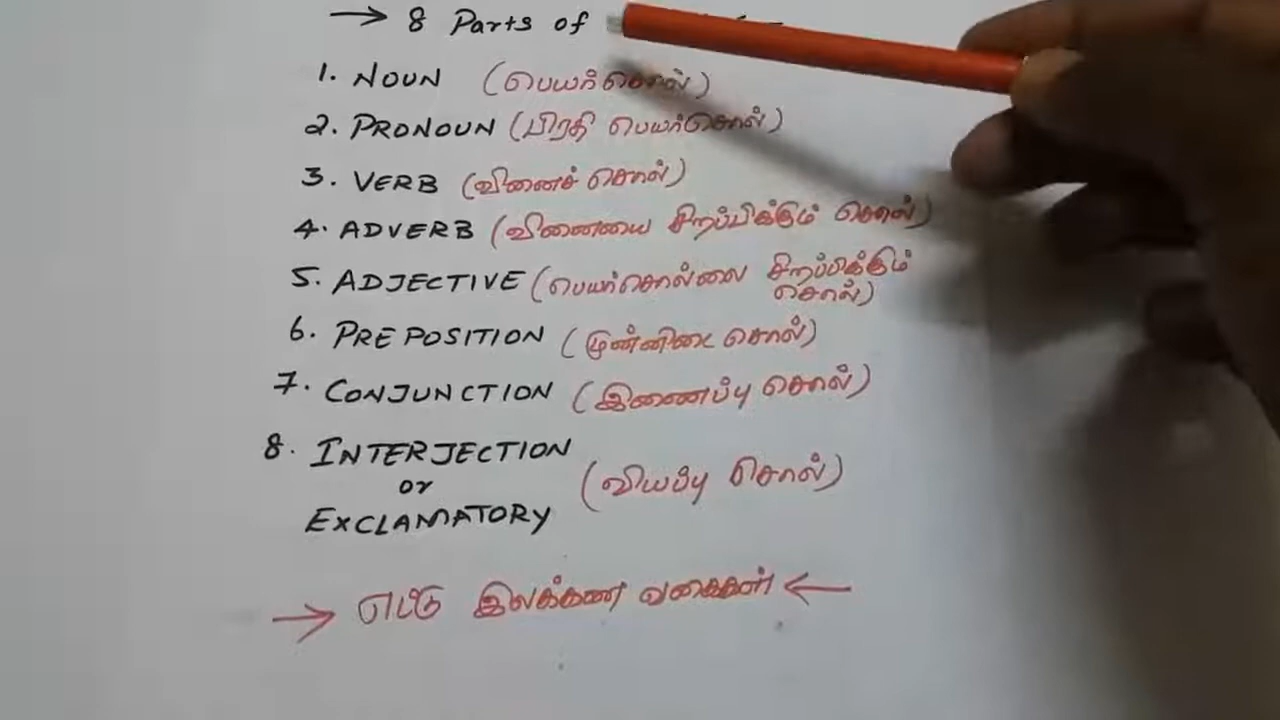 → 8 Parts of
1. NOUN (பெயர்சொல்)
2. PRONOUN (பிரதி பெயர்சொல்)
3. VERB (வினைச் சொல்)
4. ADVERB (வினையை சிறப்பிக்கும் சொல்)
5. ADJECTIVE (பெயர்சொல்லை சிறப்பிக்கும்
சொல்)
6. PREPOSITION (முன்னிடை சொல்)
7. CONJUNCTION (இணைப்பு சொல்)
8. INTERJECTION
or
EXCLAMATORY (வியப்பு சொல்)
→ எட்டு இலக்கண வகைகள் ←